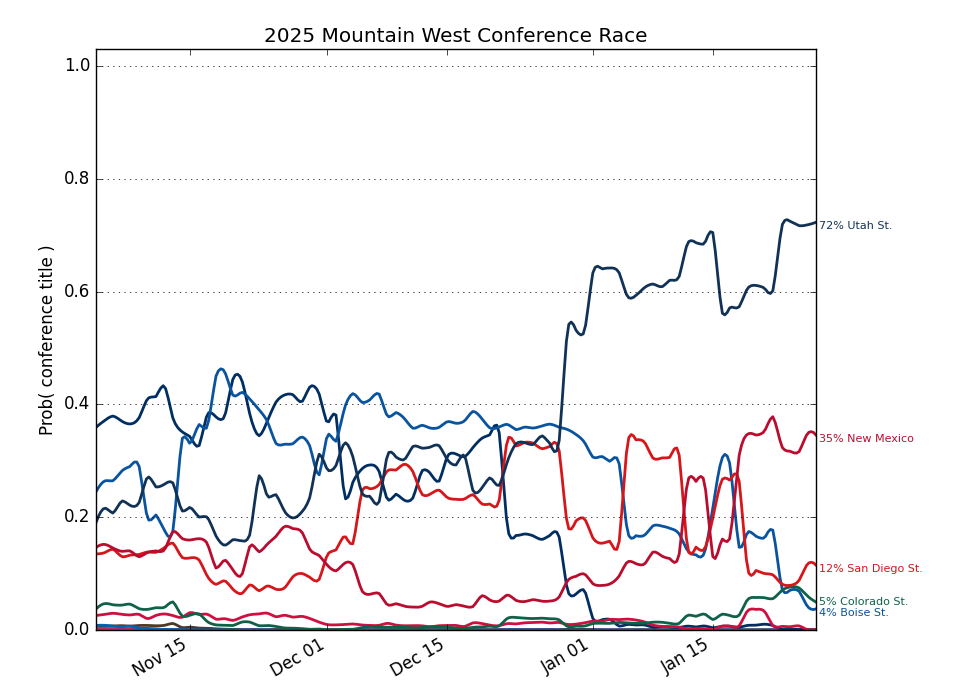 2025 Mountain West Conference Race
Prob( conference title )
1.0
0.8
0.6
0.4
0.2
0.0
72% Utah St.
35% New Mexico
12% San Diego St.
5% Colorado St.
4% Boise St.
Nov 15
Dec 01
Dec 15
Jan 01
Jan 15